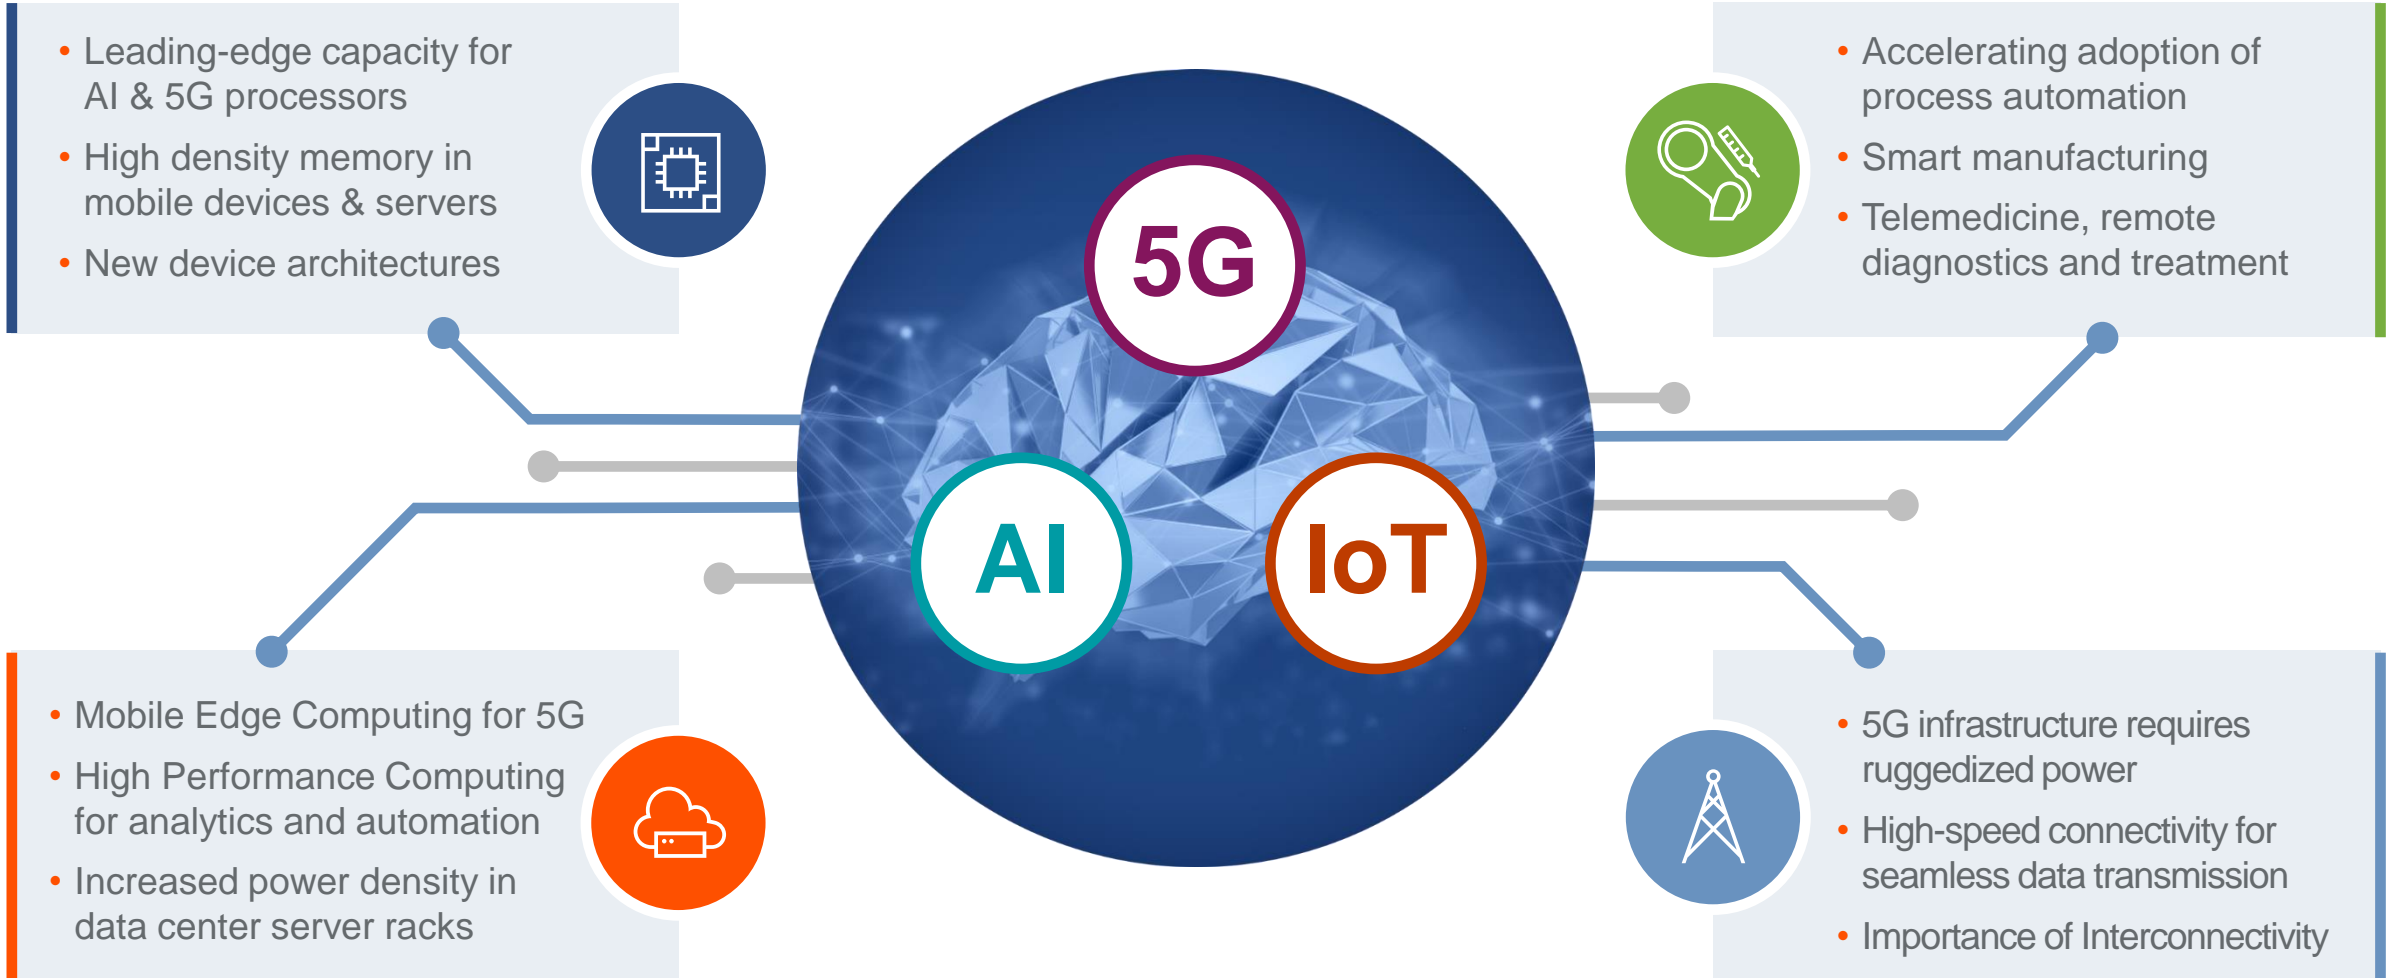 • Leading-edge capacity for
AI & 5G processors
• High density memory in
mobile devices & servers
• New device architectures
• Accelerating adoption of
process automation
• Smart manufacturing
• Telemedicine, remote
diagnostics and treatment
5G
AI
IoT
• Mobile Edge Computing for 5G
• High Performance Computing
for analytics and automation
• Increased power density in
data center server racks
• 5G infrastructure requires
ruggedized power
• High-speed connectivity for
seamless data transmission
• Importance of Interconnectivity